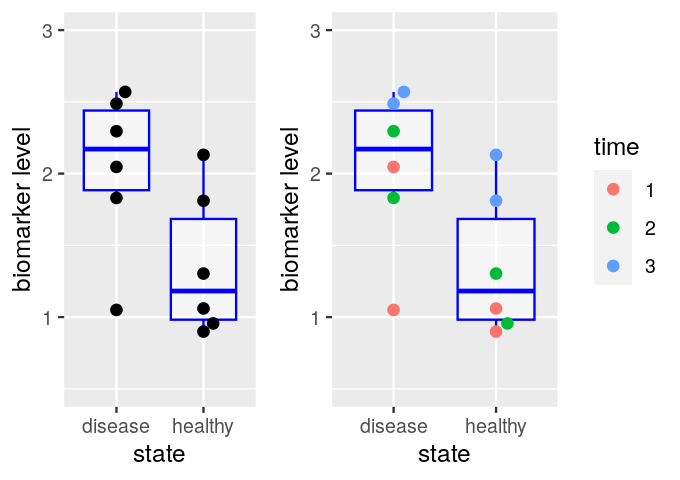 biomarker level
3
2
1
disease healthy
state
biomarker level
3
2
1
disease healthy
state
time
1
2
3